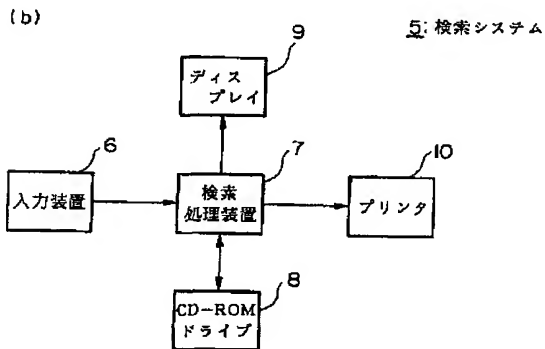 (b)
5: 検索システム
9
ディス
プレイ
6
入力装置
7
検索
処理装置
10
プリンタ
8
CD-ROM
ドライブ